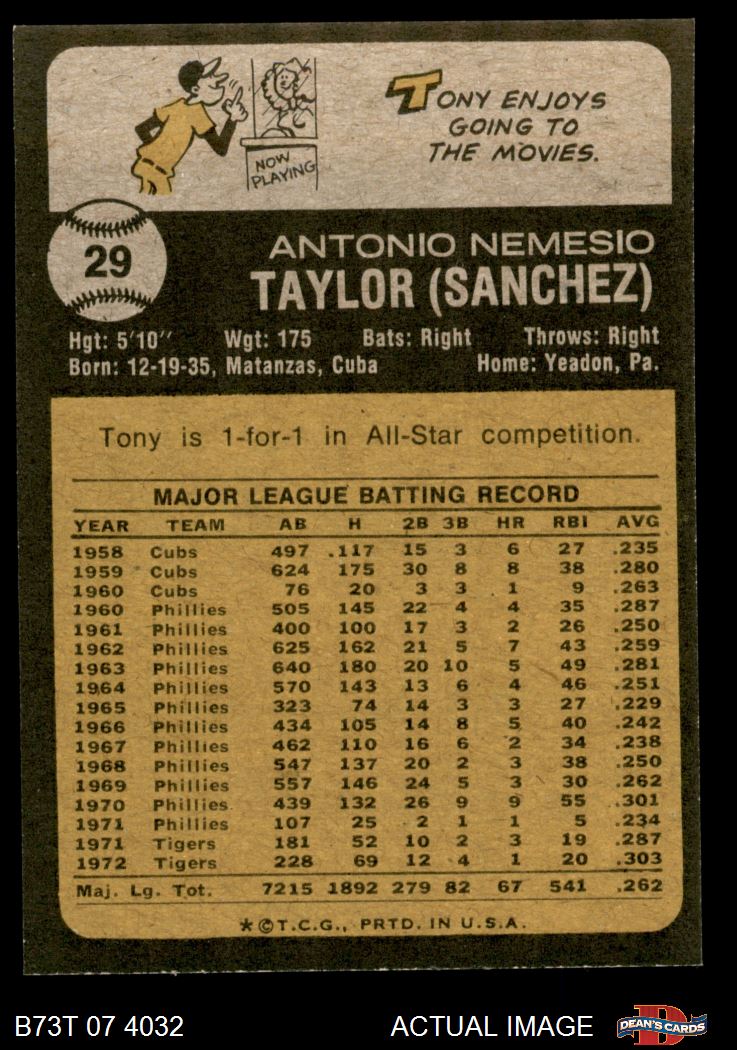 TONY ENJOYS
GOING TO
THE MOVIES.
NOW
PLAYING
29
ANTONIO NEMESIO
TAYLOR (SANCHEZ)
Hgt: 5'10" Wgt: 175 Bats: Right Throws: Right
Born: 12-19-35, Matanzas, Cuba Home: Yeadon, Pa.
Tony is 1-for-1 in All-Star competition.
MAJOR LEAGUE BATTING RECORD
YEAR TEAM AB H 2B 3B HR RBI AVG
1958 Cubs 497 .117 15 3 6 27 .235
1959 Cubs 624 175 30 8 8 38 .280
1960 Cubs 76 20 3 3 1 9 .263
1960 Phillies 505 145 22 4 4 35 .287
1961 Phillies 400 100 17 3 2 26 .250
1962 Phillies 625 162 21 5 7 43 .259
1963 Phillies 640 180 20 10 5 49 .281
1964 Phillies 570 143 13 6 4 46 .251
1965 Phillies 323 74 14 3 3 27 .229
1966 Phillies 434 105 14 8 5 40 .242
1967 Phillies 462 110 16 6 2 34 .238
1968 Phillies 547 137 20 2 3 38 .250
1969 Phillies 557 146 24 5 3 30 .262
1970 Phillies 439 132 26 9 9 55 .301
1971 Phillies 107 25 2 1 1 5 .234
1971 Tigers 181 52 10 2 3 19 .287
1972 Tigers 228 69 12 4 1 20 .303
Maj. Lg. Tot. 7215 1892 279 82 67 541 .262
*©T.C.G., PRTD. IN U.S.A.
B73T 07 4032 ACTUAL IMAGE
D
DEAN'S CARDS